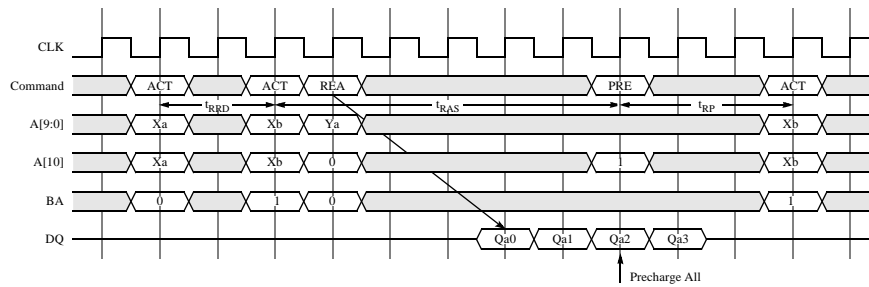 CLK
Command ACT ACT REA PRE ACT
tRRD tRAS tRP
A[9:0] Xa Xb Ya Xb
A[10] Xa Xb 0 1 Xb
BA 0 1 0 1
DQ Qa0 Qa1 Qa2 Qa3
Precharge All